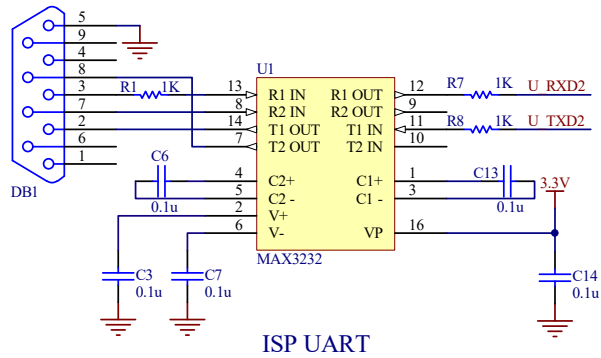 5
9
4
8
3
7
2
6
1
DB1
R1 1K
U1
13 R1 IN R1 OUT 12 R7 1K U_RXD2
8 R2 IN R2 OUT 9
14 T1 OUT T1 IN 11 R8 1K U_TXD2
7 T2 OUT T2 IN 10
C6 4 C2+ C1+ 1 C13
0.1u 5 C2 - C1 - 3 0.1u
2 V+
6 V- VP 16
3.3V
MAX3232
C3 0.1u
C7 0.1u
C14 0.1u
ISP UART